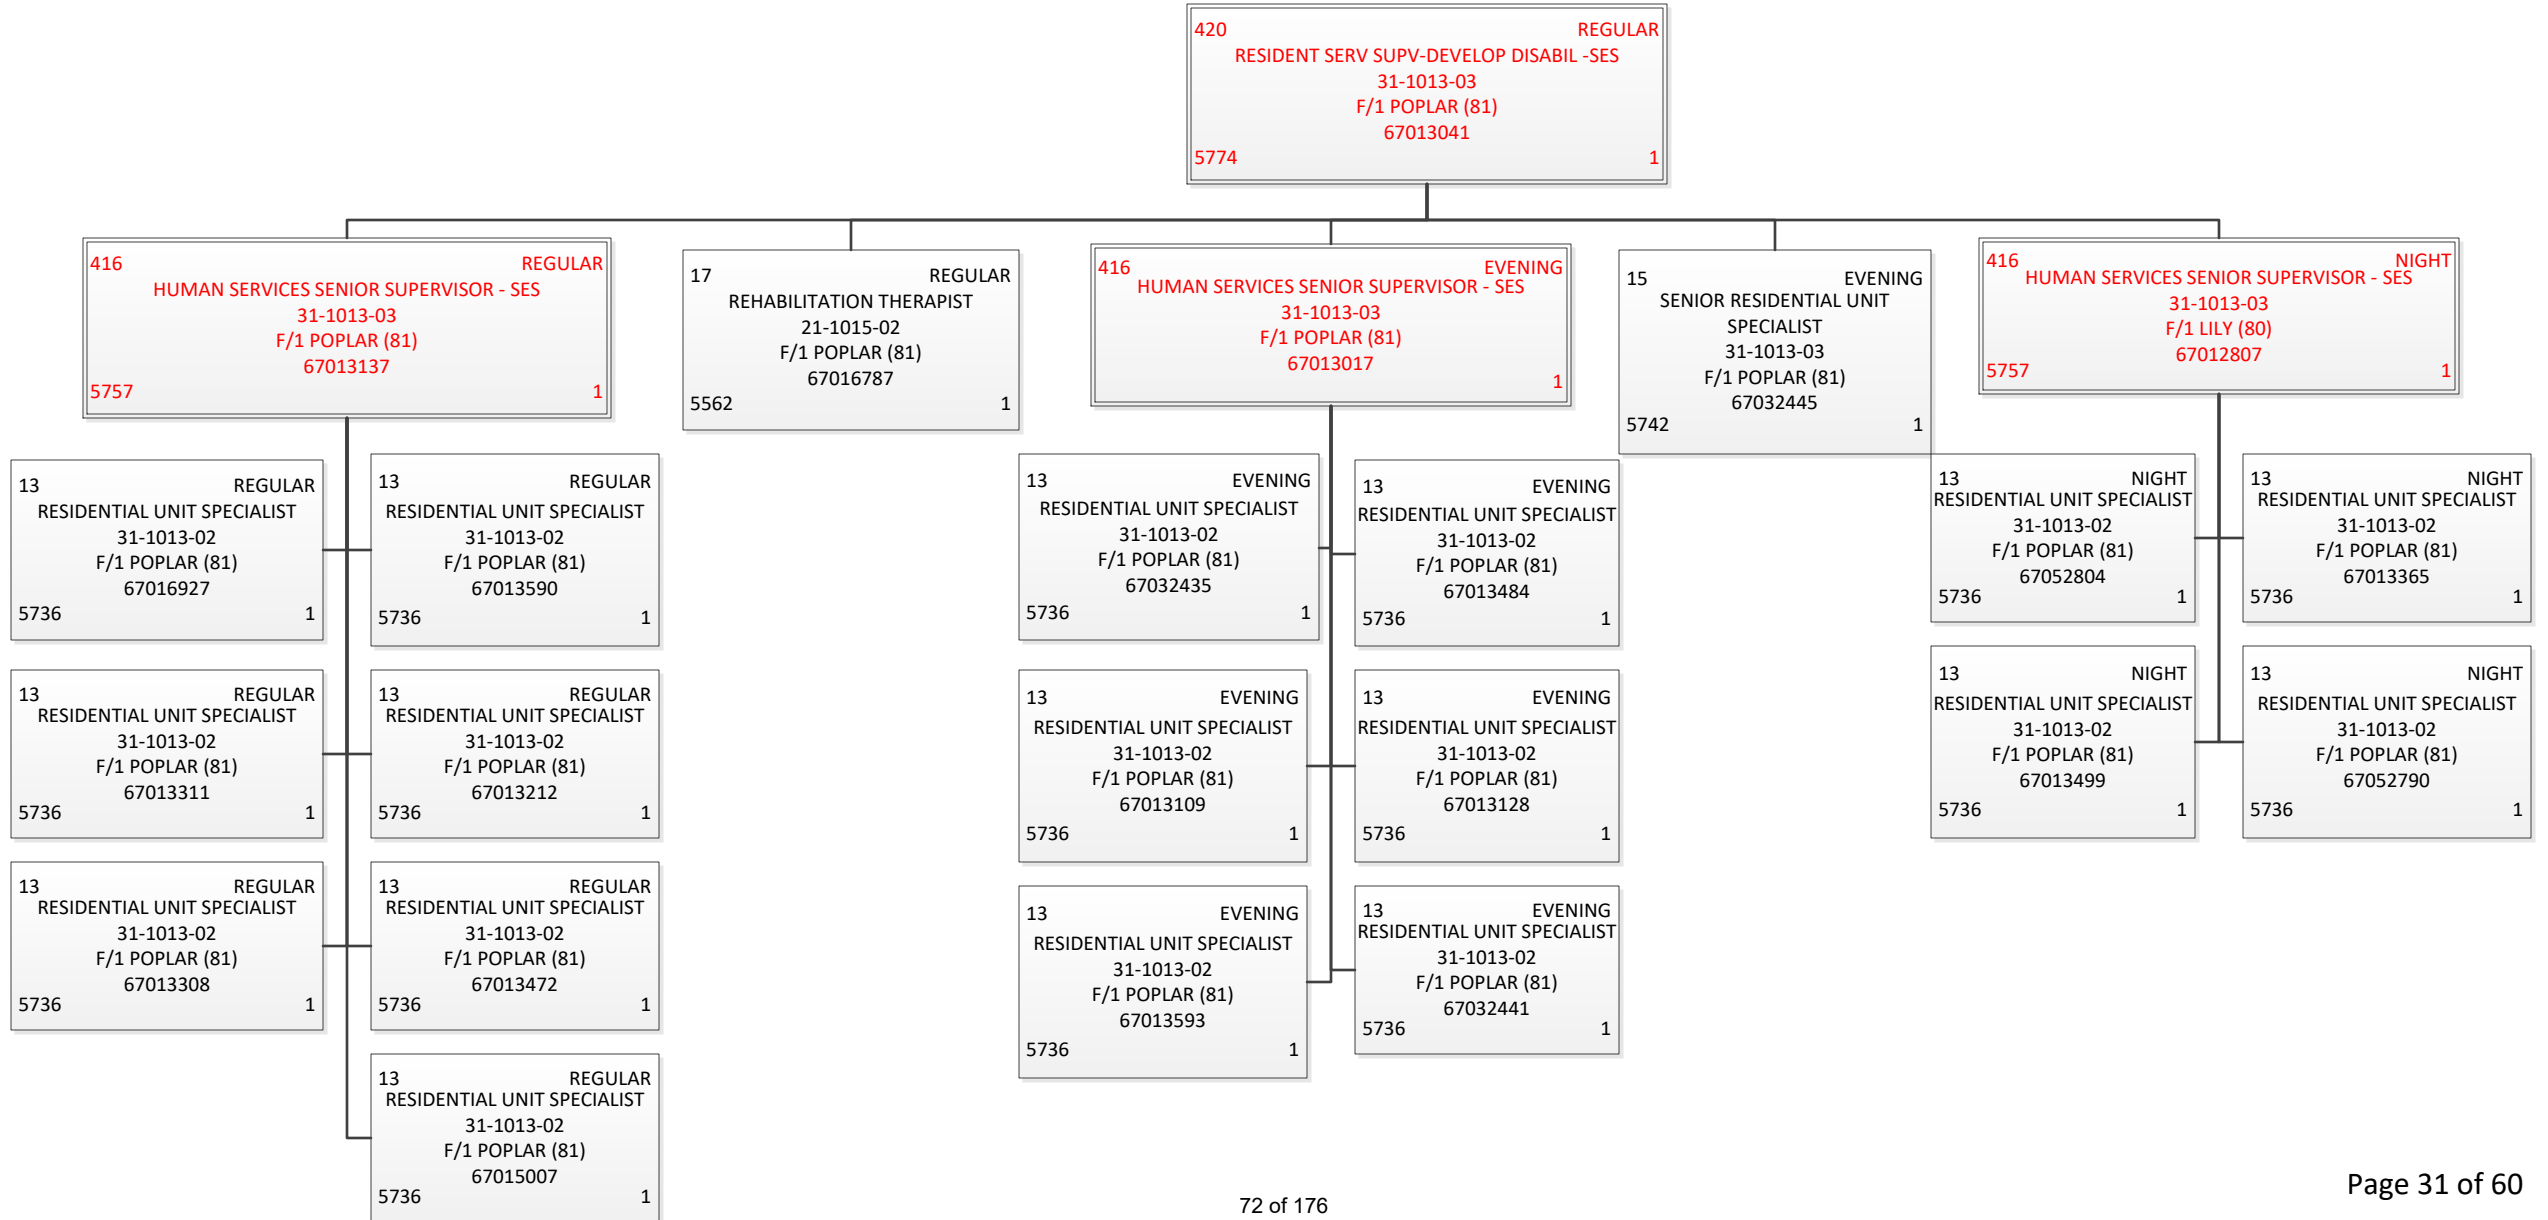 420 REGULAR
RESIDENT SERV SUPV-DEVELOP DISABIL -SES
31-1013-03
F/1 POPLAR (81)
67013041
5774 1
416 REGULAR
HUMAN SERVICES SENIOR SUPERVISOR - SES
31-1013-03
F/1 POPLAR (81)
67013137
5757 1
17 REGULAR
REHABILITATION THERAPIST
21-1015-02
F/1 POPLAR (81)
67016787
5562 1
416 EVENING
HUMAN SERVICES SENIOR SUPERVISOR - SES
31-1013-03
F/1 POPLAR (81)
67013017
1
15 EVENING
SENIOR RESIDENTIAL UNIT
SPECIALIST
31-1013-03
F/1 POPLAR (81)
67032445
5742 1
416 NIGHT
HUMAN SERVICES SENIOR SUPERVISOR - SES
31-1013-03
F/1 LILY (80)
67012807
5757 1
13 REGULAR
RESIDENTIAL UNIT SPECIALIST
31-1013-02
F/1 POPLAR (81)
67016927
5736 1
13 REGULAR
RESIDENTIAL UNIT SPECIALIST
31-1013-02
F/1 POPLAR (81)
67013590
5736 1
13 EVENING
RESIDENTIAL UNIT SPECIALIST
31-1013-02
F/1 POPLAR (81)
67032435
5736 1
13 EVENING
RESIDENTIAL UNIT SPECIALIST
31-1013-02
F/1 POPLAR (81)
67013484
5736 1
13 NIGHT
RESIDENTIAL UNIT SPECIALIST
31-1013-02
F/1 POPLAR (81)
67052804
5736 1
13 NIGHT
RESIDENTIAL UNIT SPECIALIST
31-1013-02
F/1 POPLAR (81)
67013365
5736 1
13 REGULAR
RESIDENTIAL UNIT SPECIALIST
31-1013-02
F/1 POPLAR (81)
67013311
5736 1
13 REGULAR
RESIDENTIAL UNIT SPECIALIST
31-1013-02
F/1 POPLAR (81)
67013212
5736 1
13 EVENING
RESIDENTIAL UNIT SPECIALIST
31-1013-02
F/1 POPLAR (81)
67013109
5736 1
13 EVENING
RESIDENTIAL UNIT SPECIALIST
31-1013-02
F/1 POPLAR (81)
67013128
5736 1
13 NIGHT
RESIDENTIAL UNIT SPECIALIST
31-1013-02
F/1 POPLAR (81)
67013499
5736 1
13 NIGHT
RESIDENTIAL UNIT SPECIALIST
31-1013-02
F/1 POPLAR (81)
67052790
5736 1
13 REGULAR
RESIDENTIAL UNIT SPECIALIST
31-1013-02
F/1 POPLAR (81)
67013308
5736 1
13 REGULAR
RESIDENTIAL UNIT SPECIALIST
31-1013-02
F/1 POPLAR (81)
67013472
5736 1
13 EVENING
RESIDENTIAL UNIT SPECIALIST
31-1013-02
F/1 POPLAR (81)
67013593
5736 1
13 EVENING
RESIDENTIAL UNIT SPECIALIST
31-1013-02
F/1 POPLAR (81)
67032441
5736 1
13 REGULAR
RESIDENTIAL UNIT SPECIALIST
31-1013-02
F/1 POPLAR (81)
67015007
5736 1
Page 31 of 60
72 of 176